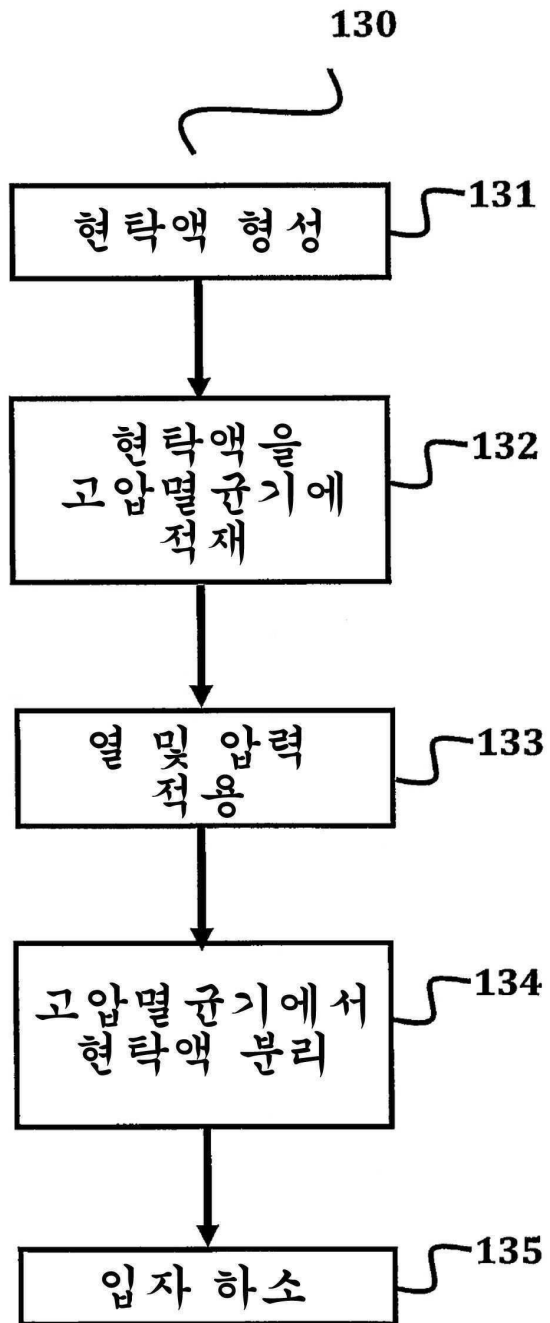 130
현탁액 형성
131
현탁액을
고압멸균기에
적재
132
열 및 압력
적용
133
고압멸균기에서
현탁액 분리
134
입자 하소
135